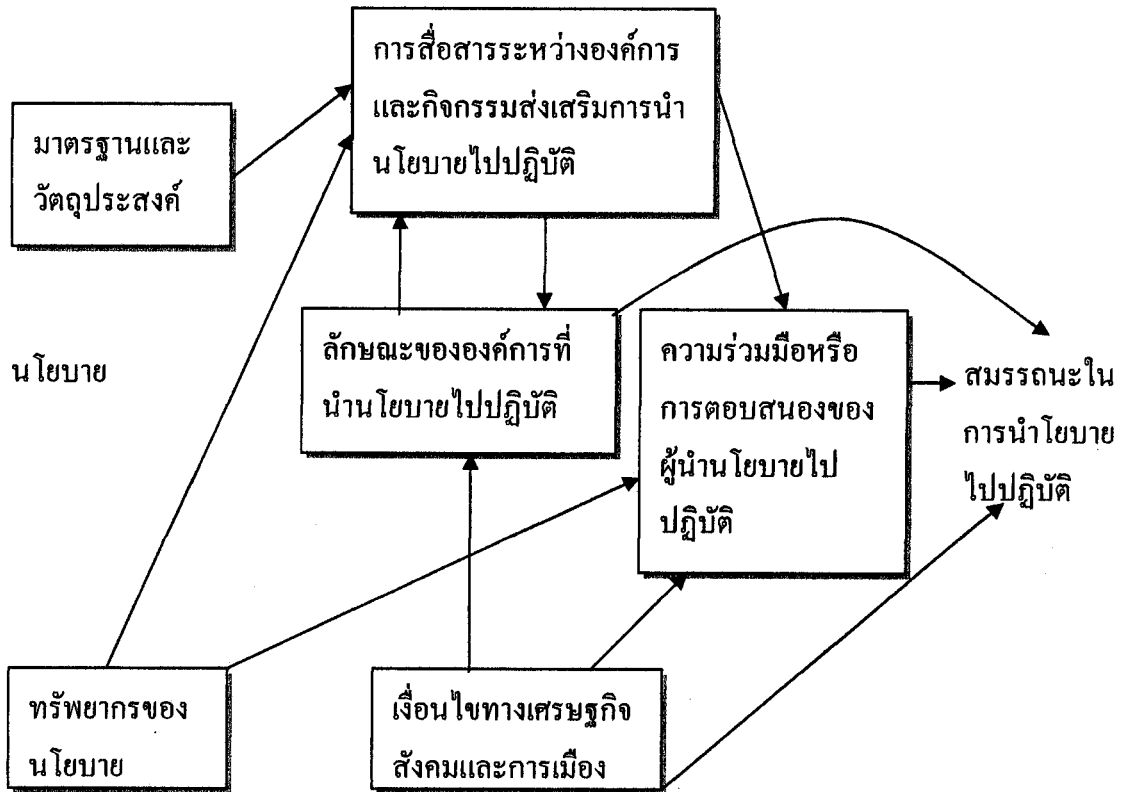 การสื่อสารระหว่างองค์การ
และกิจกรรมส่งเสริมการนำ
นโยบายไปปฏิบัติ
มาตรฐานและ
วัตถุประสงค์
นโยบาย
ลักษณะขององค์การที่
นำนโยบายไปปฏิบัติ
ความร่วมมือหรือ
การตอบสนองของ
ผู้นำนโยบายไป
ปฏิบัติ
สมรรถนะใน
การนำโยบาย
ไปปฏิบัติ
ทรัพยากรของ
นโยบาย
เงื่อนไขทางเศรษฐกิจ
สังคมและการเมือง